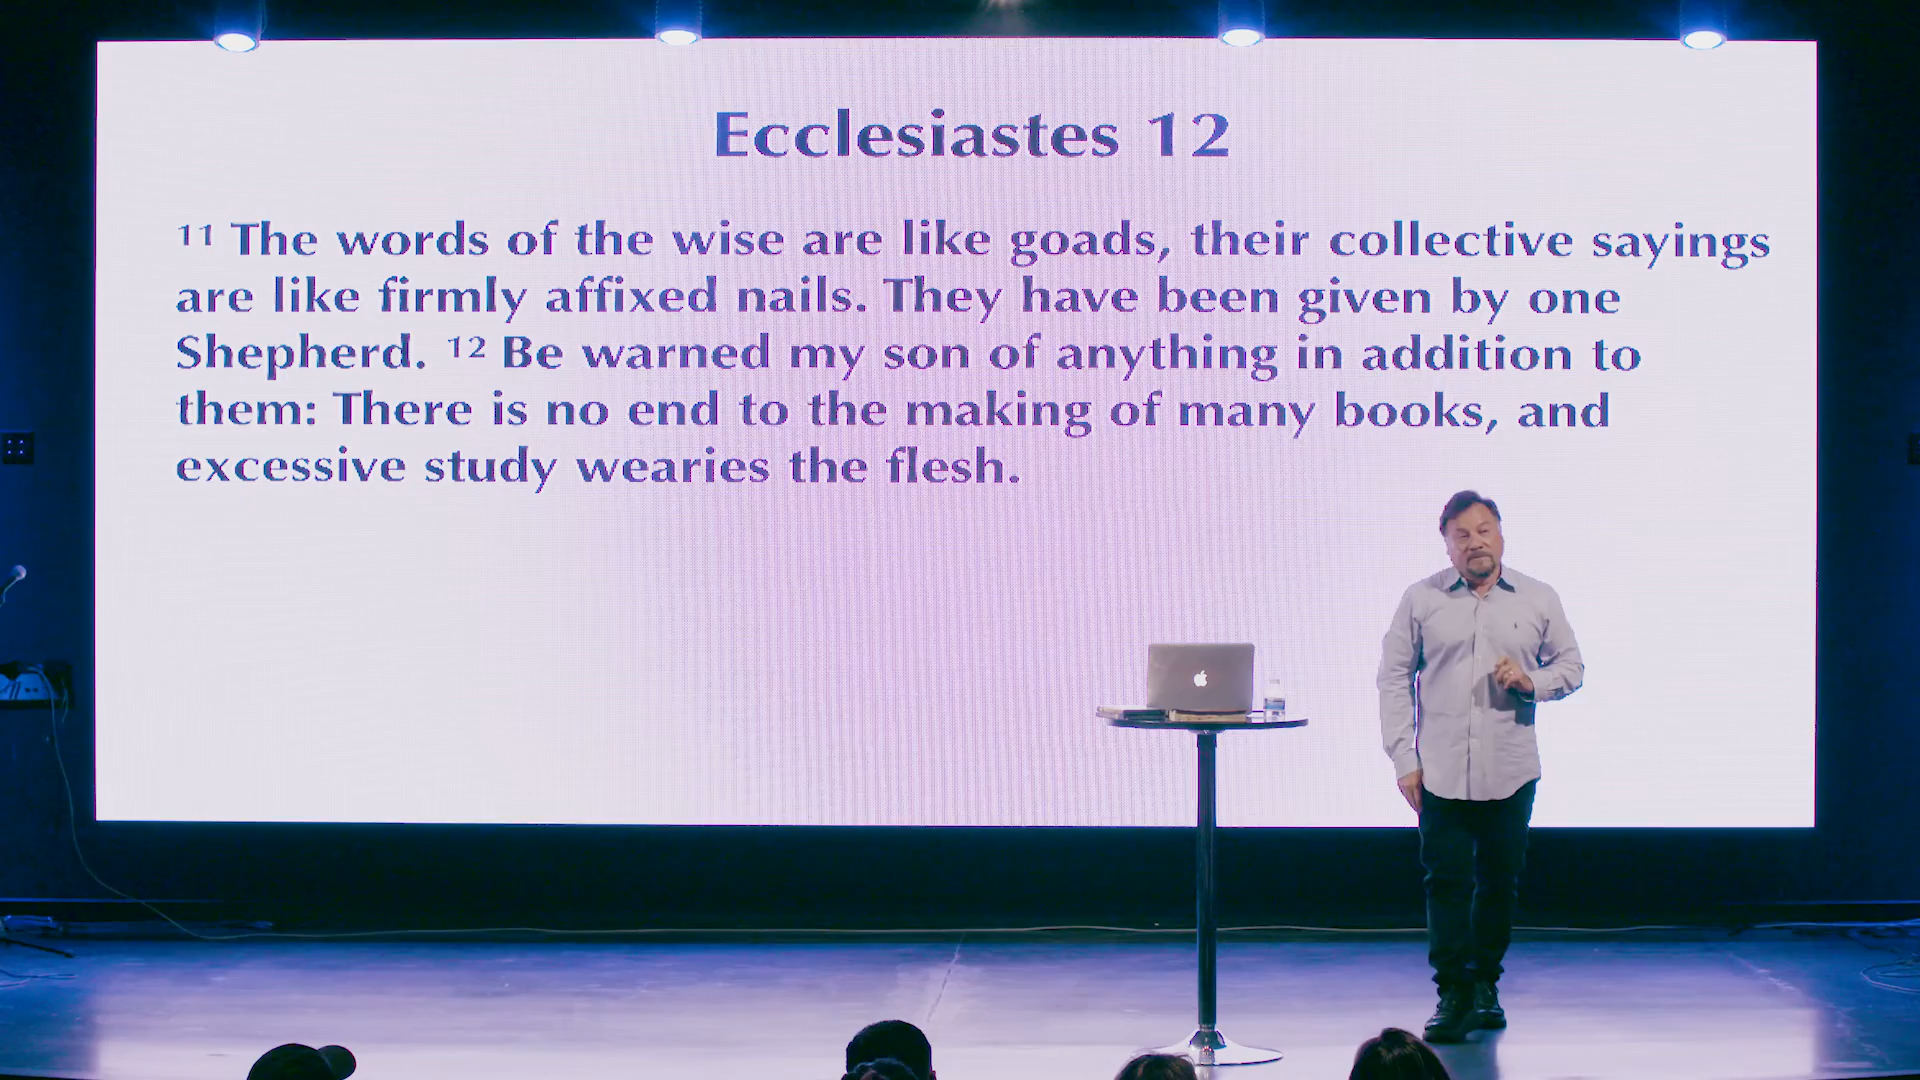 Ecclesiastes 12
11 The words of the wise are like goads, their collective sayings
are like firmly affixed nails. They have been given by one
Shepherd. 12 Be warned my son of anything in addition to
them: There is no end to the making of many books, and
excessive study wearies the flesh.